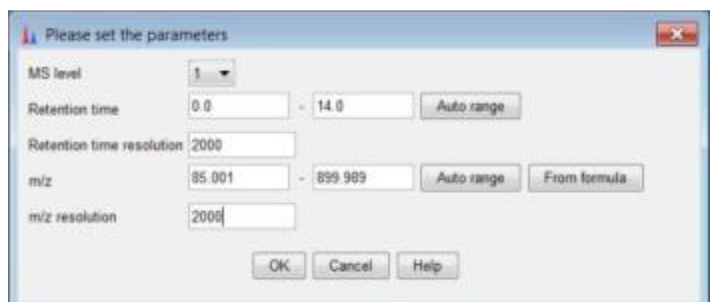 Please set the parameters
MS level 1
Retention time 0.0 - 14.0 Auto range
Retention time resolution 2000
m/z 85.001 - 899.989 Auto range From formula
m/z resolution 2000
OK Cancel Help